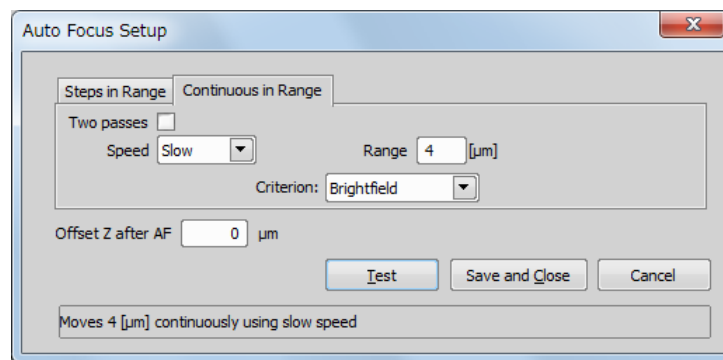 Auto Focus Setup
Steps in Range Continuous in Range
Two passes
Speed Slow Range 4 [µm]
Criterion: Brightfield
Offset Z after AF 0 µm
Test Save and Close Cancel
Moves 4 [µm] continuously using slow speed